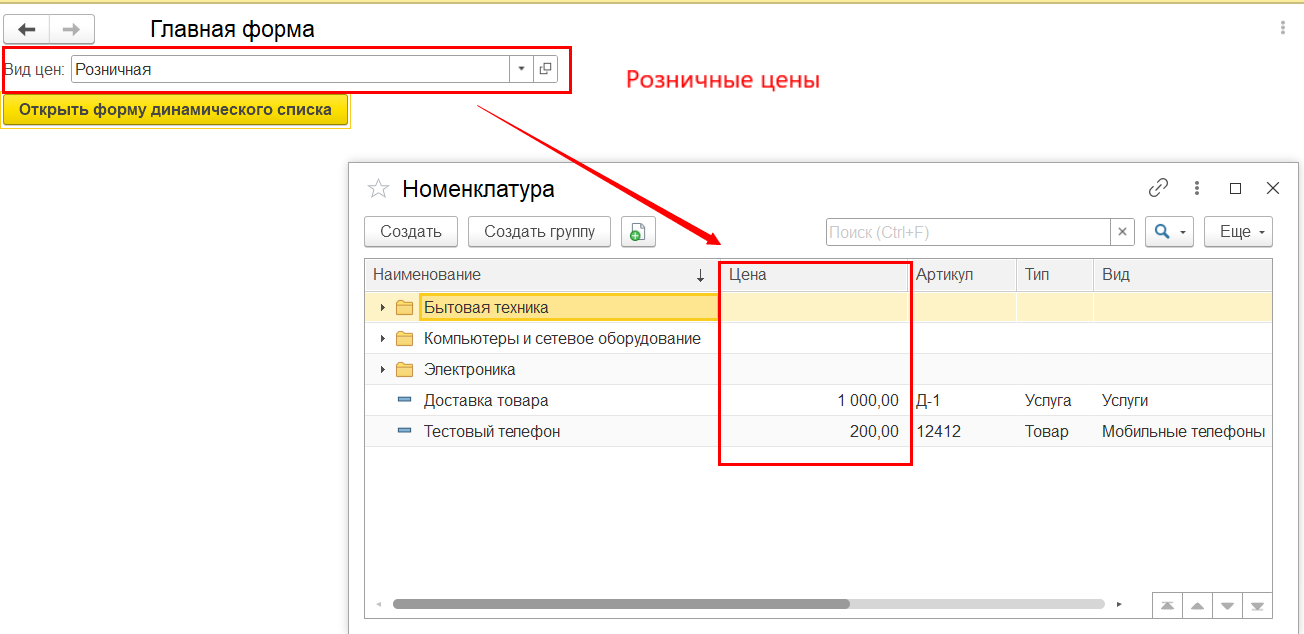 Главная форма
Вид цен: Розничная
Розничные цены
Открыть форму динамического списка
Номенклатура
Создать Создать группу Поиск (Ctrl+F) Еще
Наименование Цена Артикул Тип Вид
Бытовая техника
Компьютеры и сетевое оборудование
Электроника
Доставка товара 1 000,00 Д-1 Услуга Услуги
Тестовый телефон 200,00 12412 Товар Мобильные телефоны